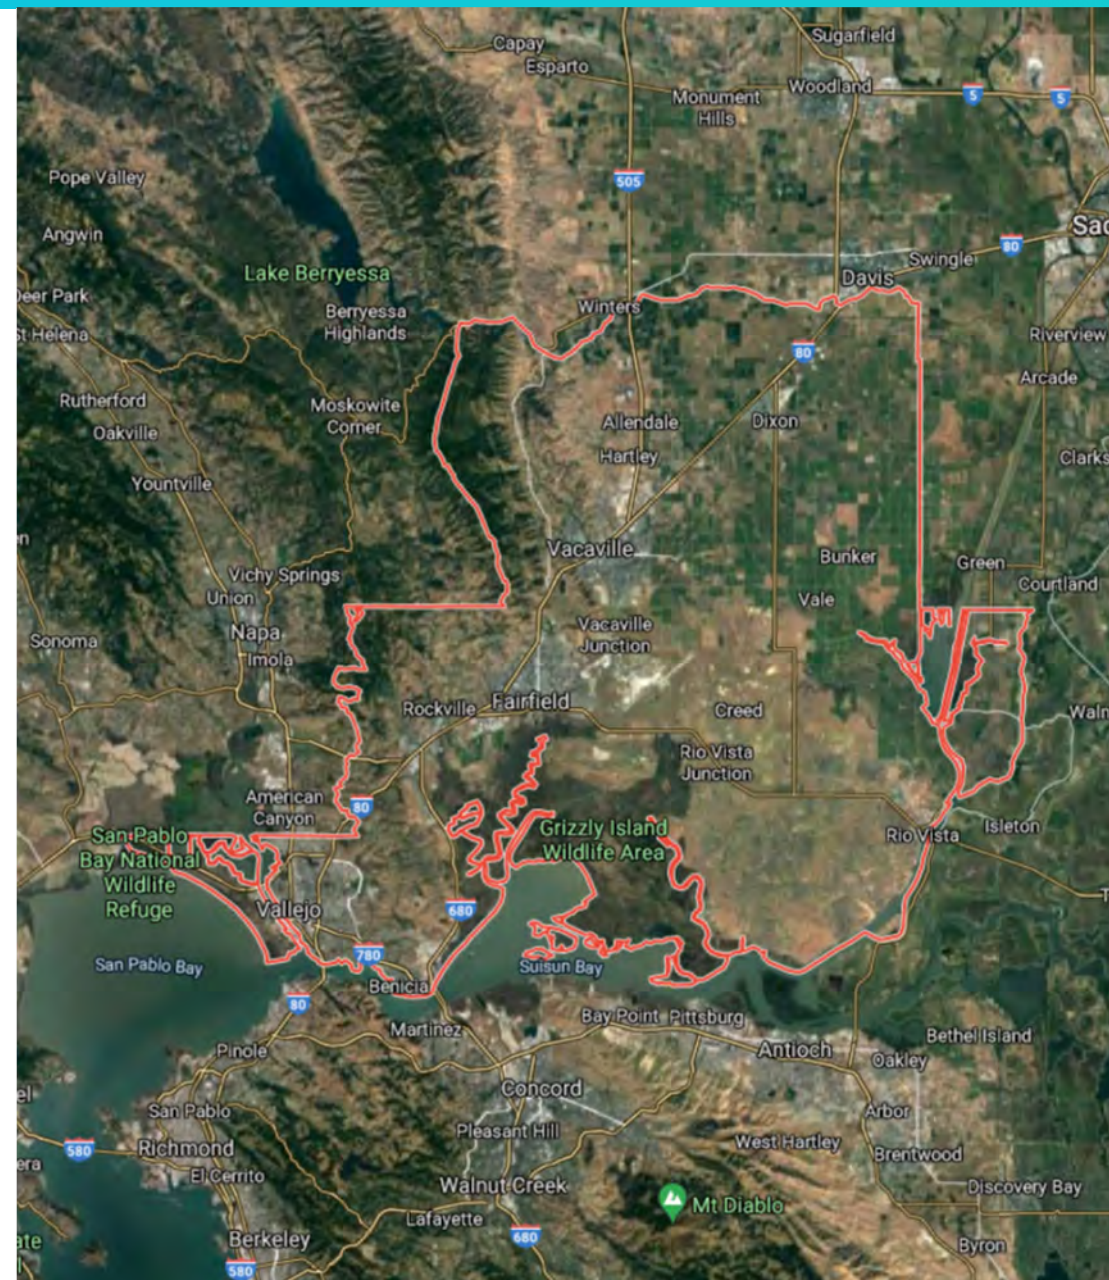 Sugarfield
Capay
Esparto
Woodland
Monument
Hills
5
5
505
Pope Valley
Angwin
Sac
80
Swingle
Lake Berryessa
Davis
Deer Park
Winters
Berryessa
Highlands
St Helena
Riverview
80
Arcade
Rutherford
Moskowite
Corner
Allendale
Dixon
Oakville
Hartley
Clarks
Yountville
en
Vacaville
Bunker
Green
Vichy Springs
Courtland
Union
Vale
Napa
Vacaville
Junction
Sonoma
Imola
Rockville
Fairfield
Creed
Waln
Rio Vista
Junction
American
Canyon
80
San Pablo
Bay National
Wildlife
Refuge
Grizzly Island
Wildlife Area
Rio Vista
Isleton
Vallejo
680
780
San Pablo Bay
Suisun Bay
Benicia
80
Bay Point
Pittsburg
Martinez
Bethel Island
Pinole
Antioch
Oakley
Concord
el
San Pablo
Arbor
Pleasant Hill
580
Richmond
West Hartley
Brentwood
era
El Cerrito
Walnut Creek
Discovery Bay
Mt Diablo
Lafayette
680
ate
Berkeley
Byron
580